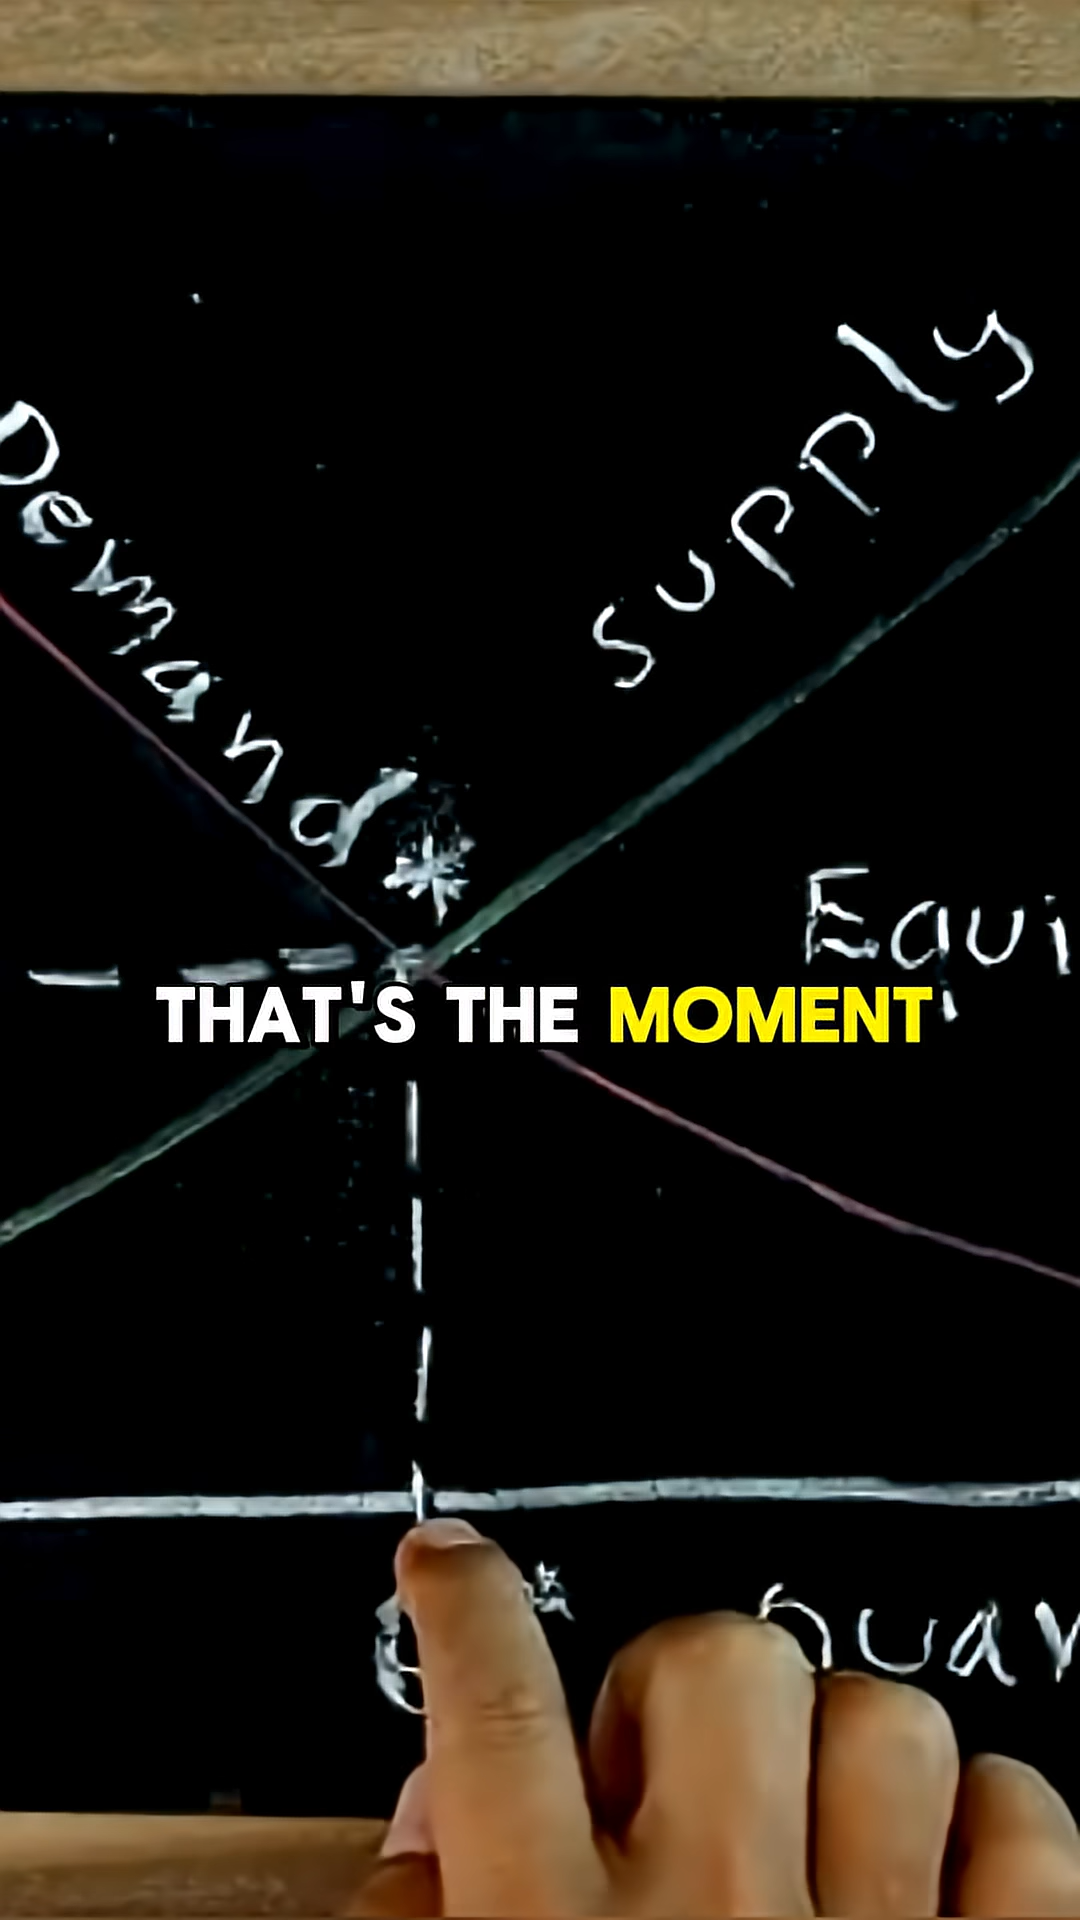 Supply
Demand
*
Equi
THAT'S THE MOMENT
*